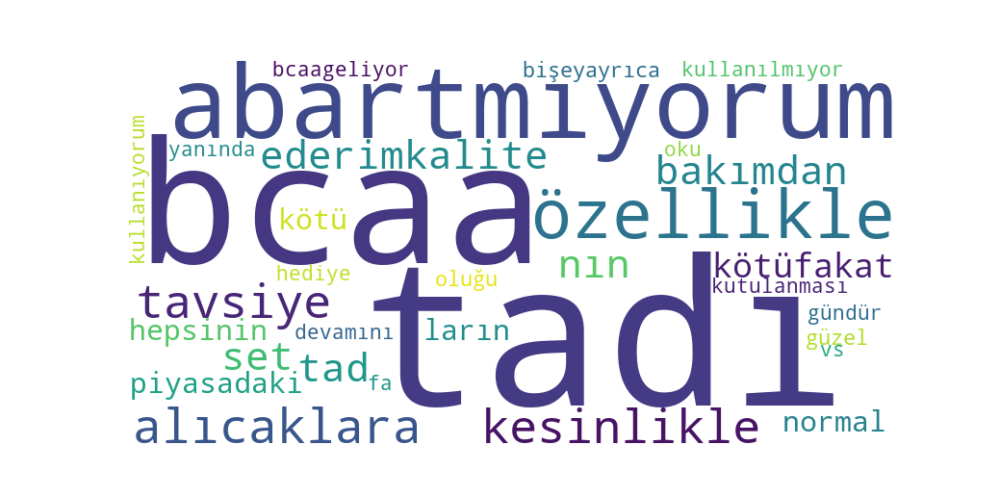 bcaageliyor
bişeyayrıca
kullanılmıyor
abartmıyorum
kullanıyorum
yanında
ederimkalite
oku
bakımdan
bcaa
kötü
özellikle
nın
kötüfakat
hediye
oluğu
kutulanması
tavsiye
tadı
gündür
hepsinin
devamını
ların
güzel
vs
set
tad
fa
piyasadaki
alıcaklara
kesinlikle
normal